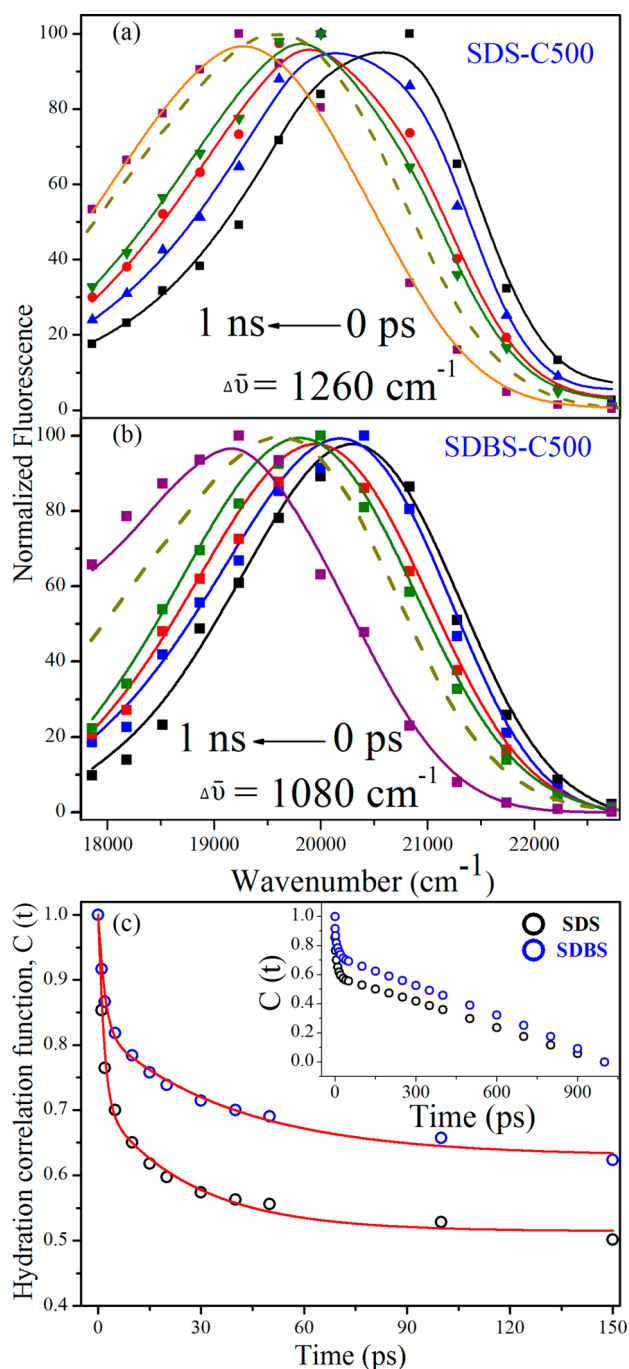 (a)
SDS-C500
100
80
60
40
20
0
1 ns ← 0 ps
Δῡ = 1260 cm⁻¹
(b)
SDBS-C500
100
80
60
40
20
0
1 ns ← 0 ps
Δῡ = 1080 cm⁻¹
Normalized Fluorescence
18000 19000 20000 21000 22000
Wavenumber (cm⁻¹)
(c)
1.0
0.9
0.8
0.7
0.6
0.5
0.4
Hydration correlation function, C (t)
SDS
SDBS
1.0
0.8
0.6
0.4
0.2
0.0
C (t)
0 300 600 900
Time (ps)
0 30 60 90 120 150
Time (ps)